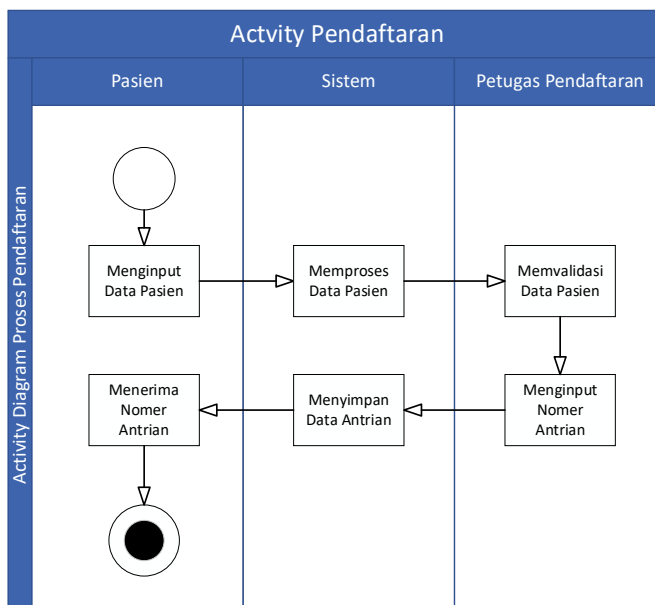 Actvity Pendaftaran
Activity Diagram Proses Pendaftaran
Pasien
Sistem
Petugas Pendaftaran
Menginput
Data Pasien
Memproses
Data Pasien
Memvalidasi
Data Pasien
Menerima
Nomer
Antrian
Menyimpan
Data Antrian
Menginput
Nomer
Antrian